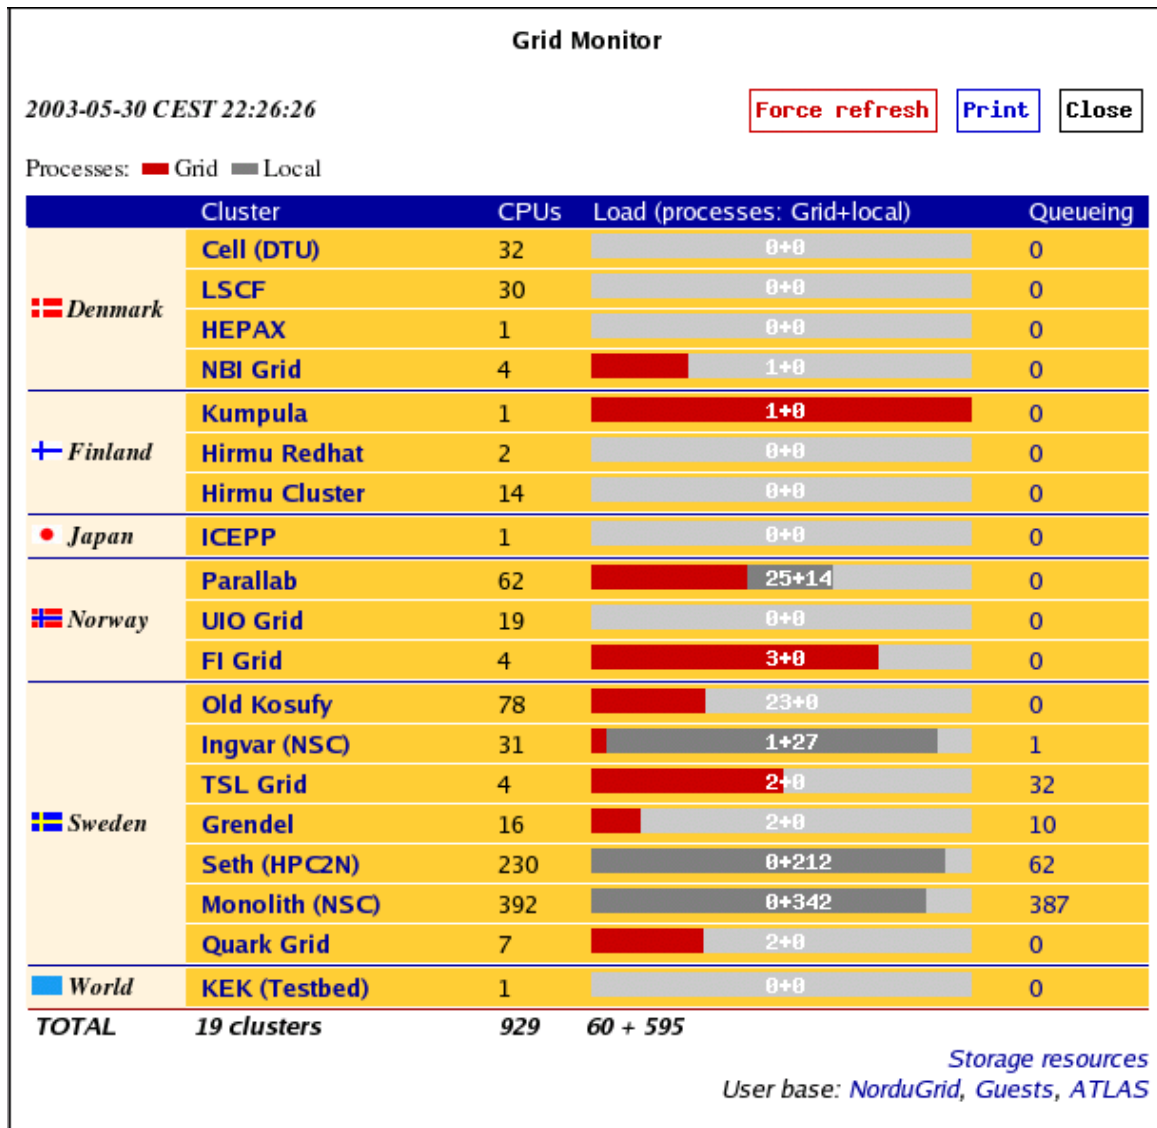 Grid Monitor
2003-05-30 CEST 22:26:26
Force refresh Print Close
Processes: Grid Local
Cluster CPUs Load (processes: Grid+local) Queueing
Denmark
Cell (DTU) 32 0+0 0
LSCF 30 0+0 0
HEPAX 1 0+0 0
NBI Grid 4 1+0 0
Finland
Kumpula 1 1+0 0
Hirmu Redhat 2 0+0 0
Hirmu Cluster 14 0+0 0
Japan
ICEPP 1 0+0 0
Norway
Parallab 62 25+14 0
UIO Grid 19 0+0 0
FI Grid 4 3+0 0
Sweden
Old Kosufy 78 23+0 0
Ingvar (NSC) 31 1+27 1
TSL Grid 4 2+0 32
Grendel 16 2+0 10
Seth (HPC2N) 230 0+212 62
Monolith (NSC) 392 0+342 387
Quark Grid 7 2+0 0
World
KEK (Testbed) 1 0+0 0
TOTAL 19 clusters 929 60 + 595
Storage resources
User base: NorduGrid, Guests, ATLAS